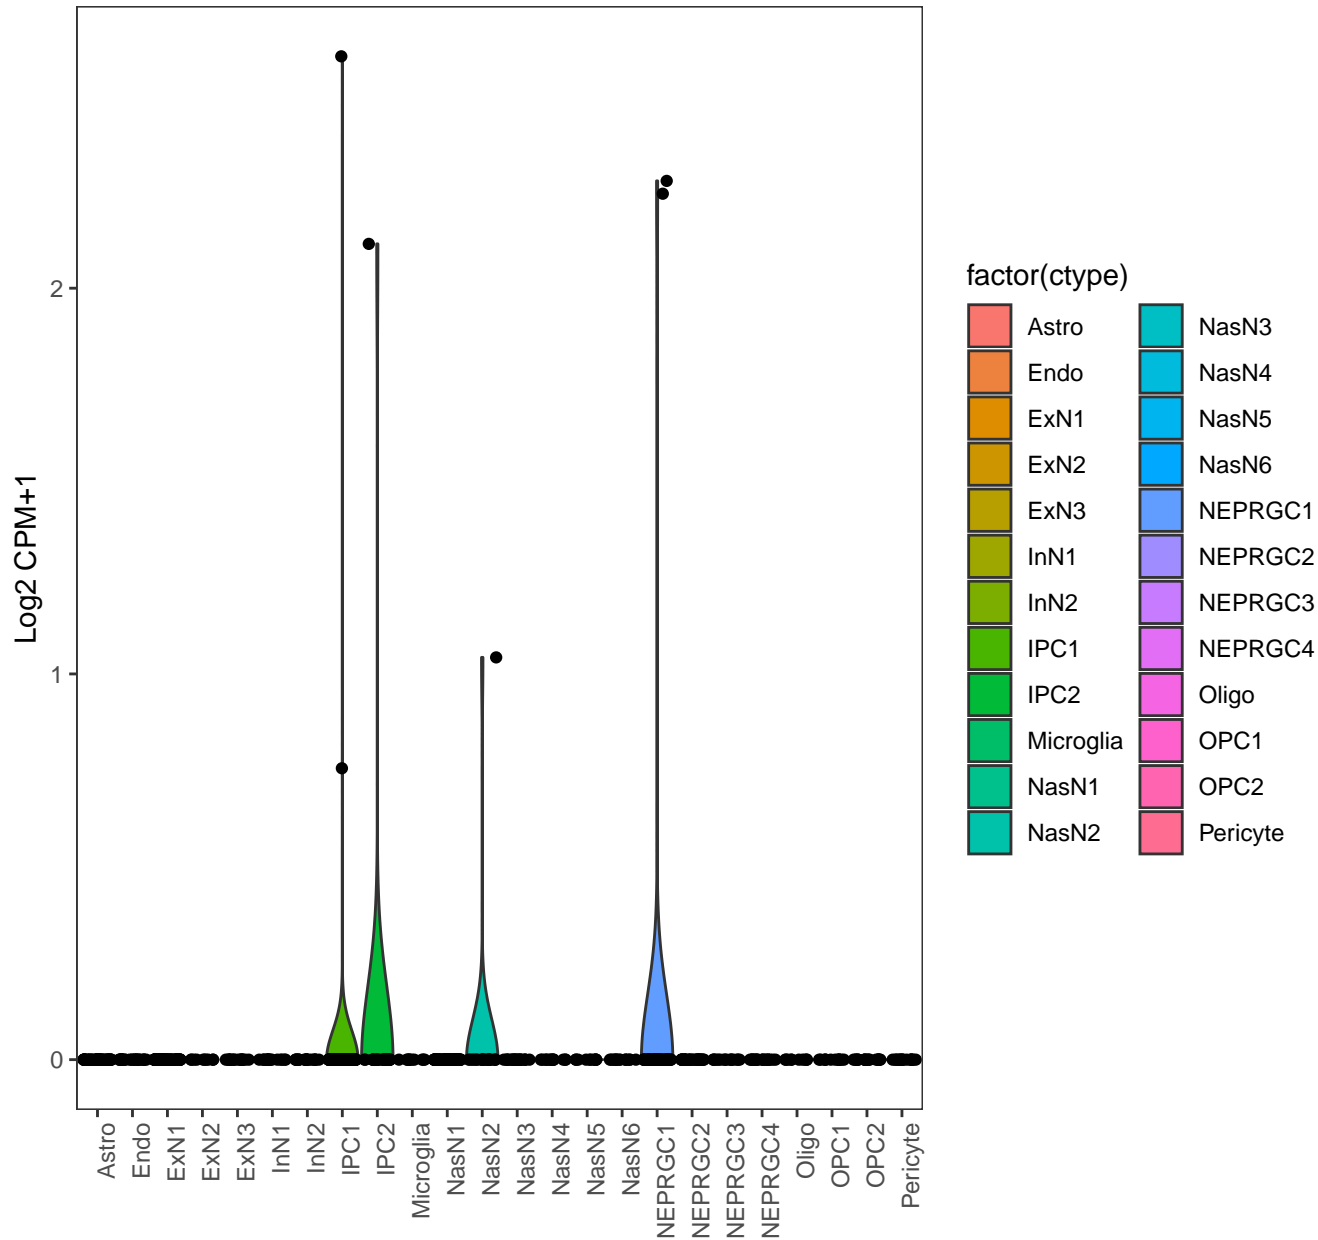 Log2 CPM+1
2
1
0
Astro
Endo
ExN1
ExN2
ExN3
InN1
InN2
IPC1
IPC2
Microglia
NasN1
NasN2
NasN3
NasN4
NasN5
NasN6
NEPRGC1
NEPRGC2
NEPRGC3
NEPRGC4
Oligo
OPC1
OPC2
Pericyte
factor(ctype)
Astro
Endo
ExN1
ExN2
ExN3
InN1
InN2
IPC1
IPC2
Microglia
NasN1
NasN2
NasN3
NasN4
NasN5
NasN6
NEPRGC1
NEPRGC2
NEPRGC3
NEPRGC4
Oligo
OPC1
OPC2
Pericyte